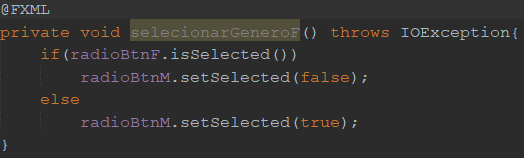 @FXML
private void selecionarGeneroF() throws IOException{
    if(radioBtnF.isSelected())
        radioBtnM.setSelected(false);
    else
        radioBtnM.setSelected(true);
}